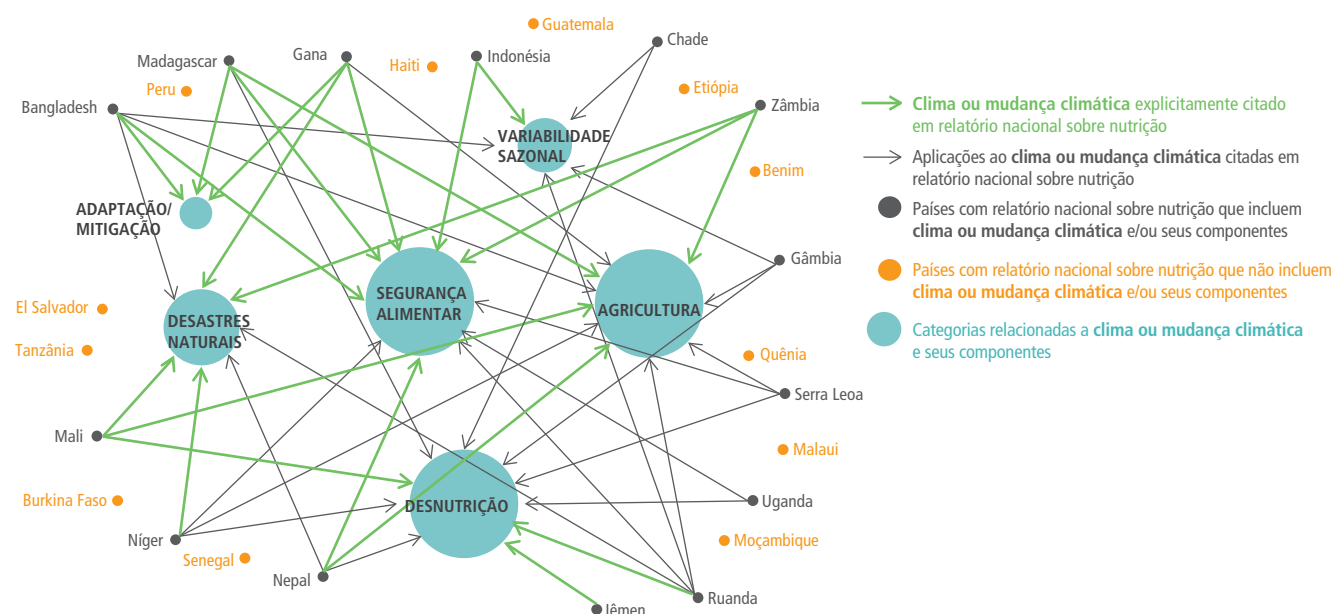 Guatemala
Chade
Gana
Indonésia
Madagascar
Haiti
Peru
Etiópia
Bangladesh
Zâmbia
VARIABILIDADE
SAZONAL
Benim
ADAPTAÇÃO/
MITIGAÇÃO
Gâmbia
SEGURANÇA
ALIMENTAR
AGRICULTURA
El Salvador
DESASTRES
NATURAIS
Tanzânia
Quênia
Serra Leoa
Mali
Malaui
Burkina Faso
DESNUTRIÇÃO
Uganda
Níger
Moçambique
Senegal
Nepal
Ruanda
Iêmen
Clima ou mudança climática explicitamente citado
em relatório nacional sobre nutrição
Aplicações ao clima ou mudança climática citadas em
relatório nacional sobre nutrição
Países com relatório nacional sobre nutrição que incluem
clima ou mudança climática e/ou seus componentes
Países com relatório nacional sobre nutrição que não incluem
clima ou mudança climática e/ou seus componentes
Categorias relacionadas a clima ou mudança climática
e seus componentes